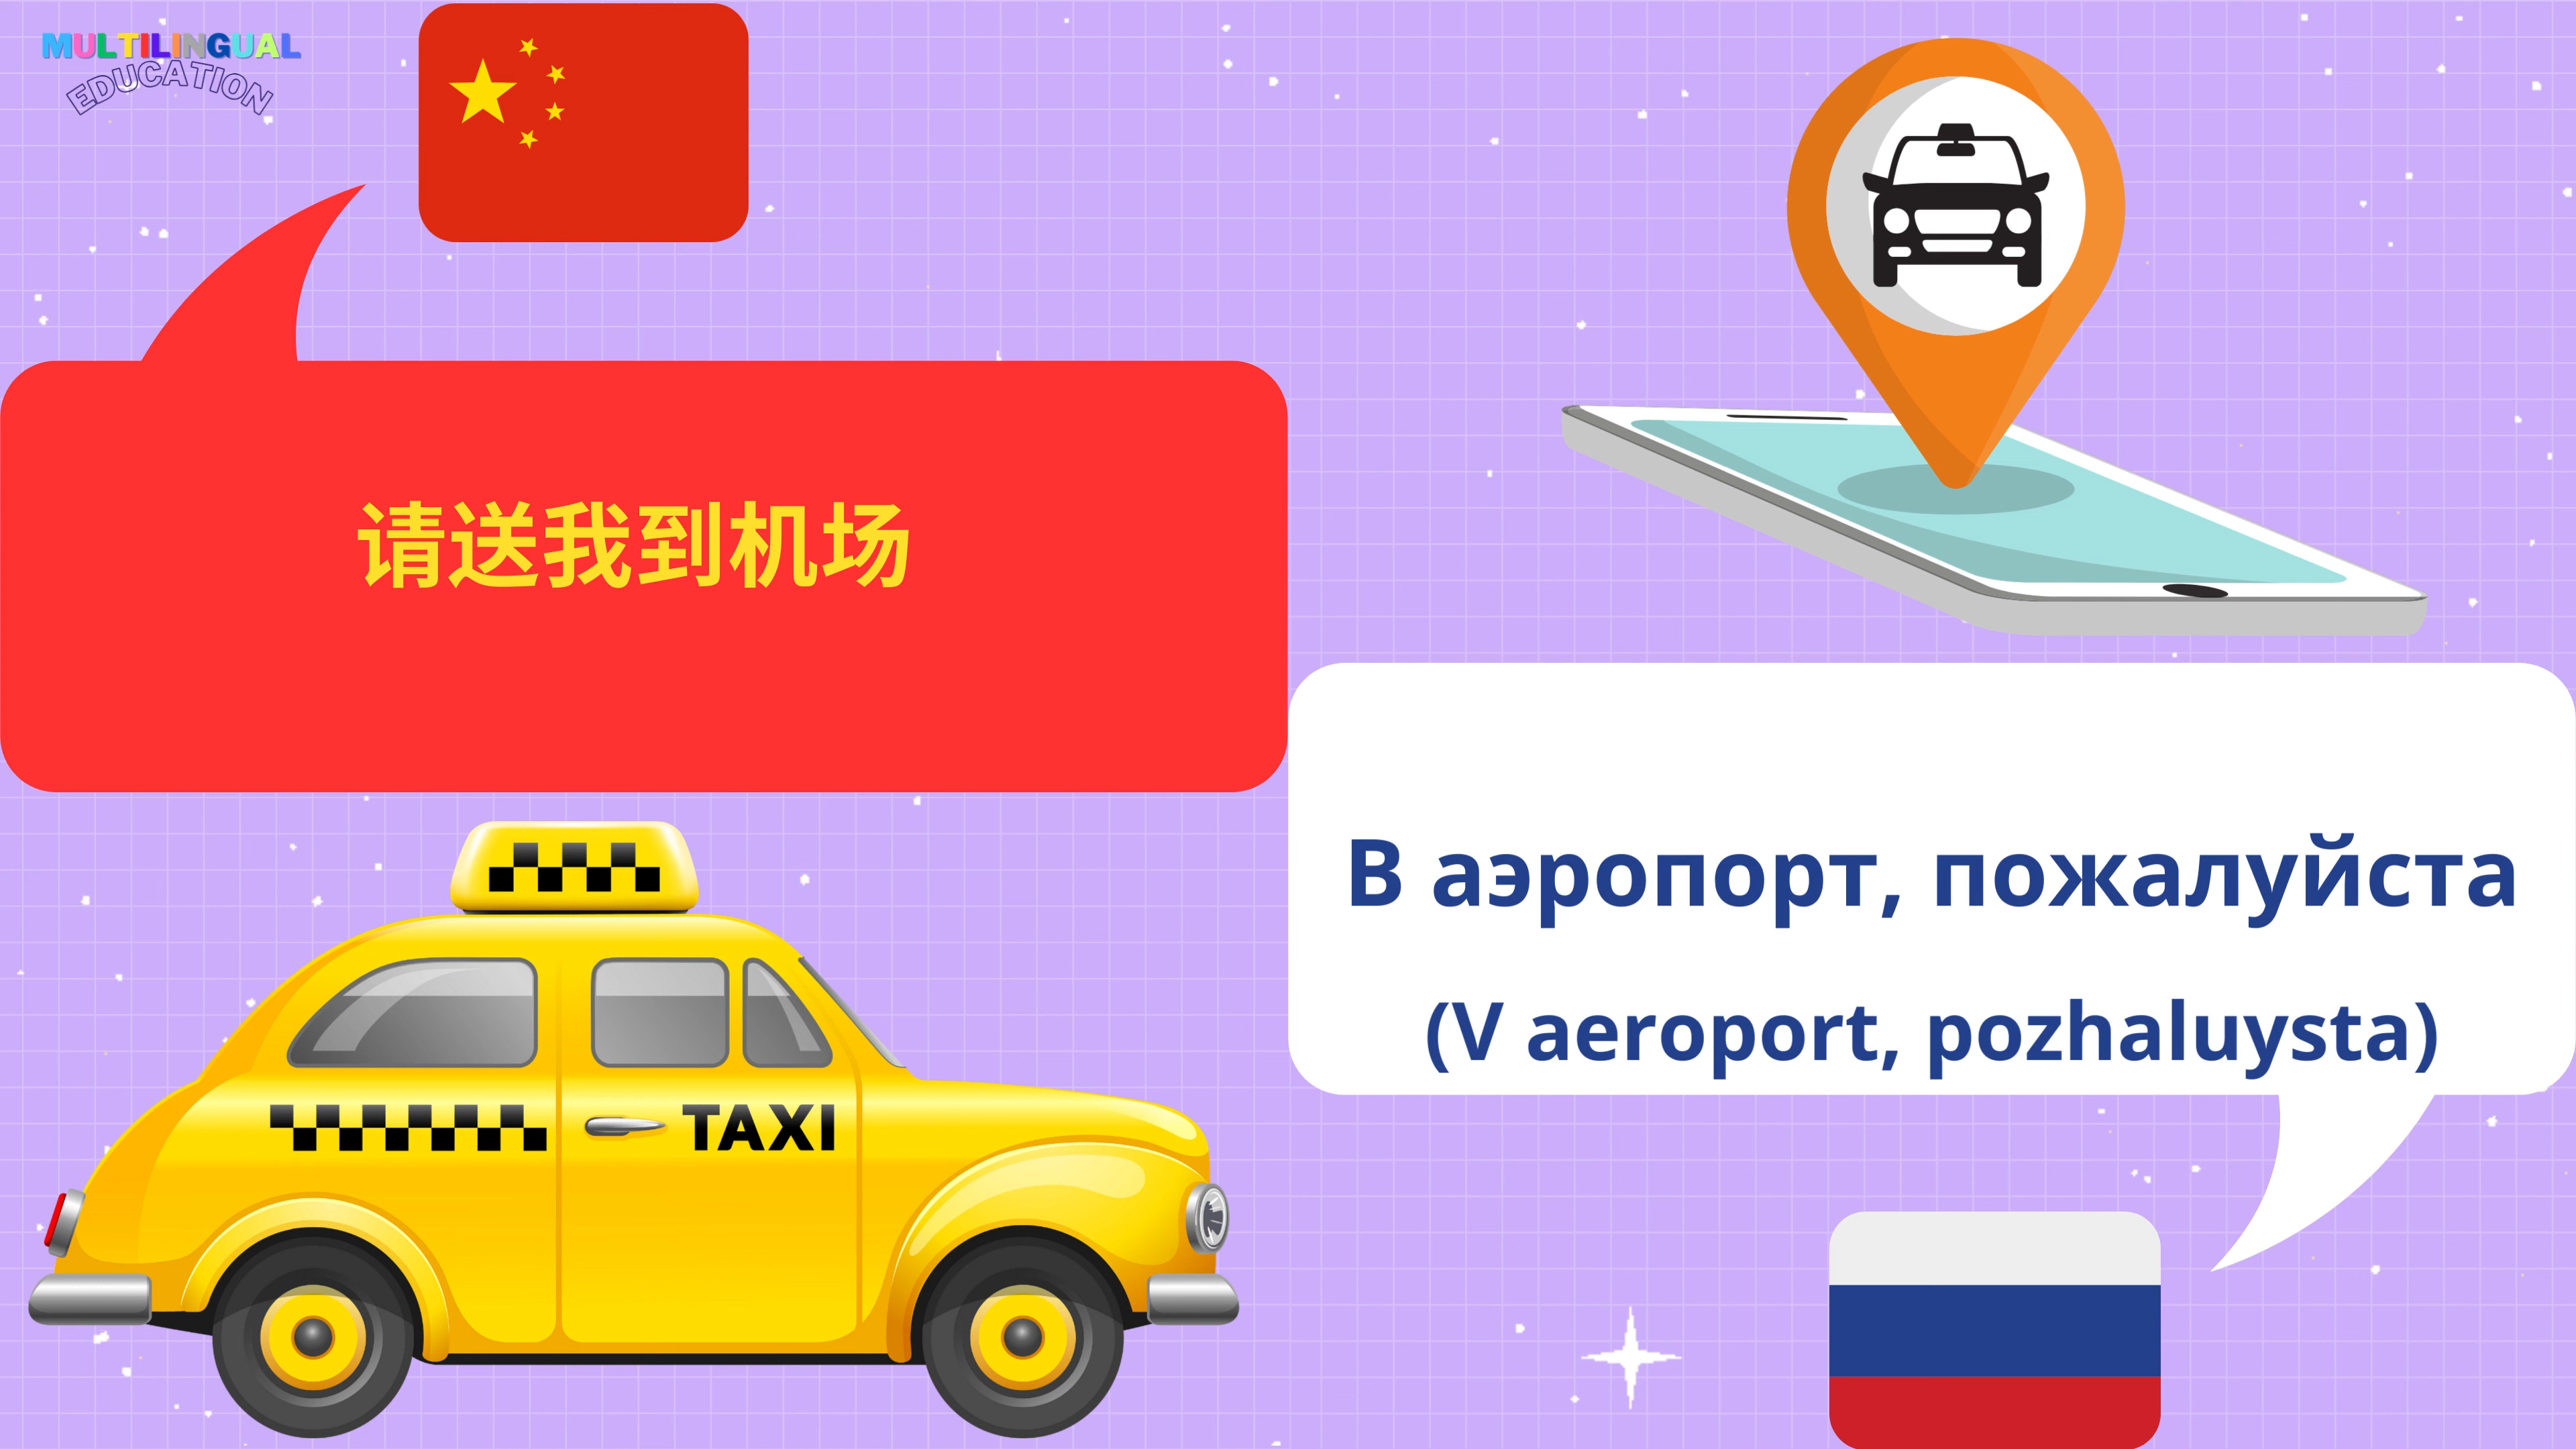 MULTILINGUAL
EDUCATION
请送我到机场
В аэропорт, пожалуйста
(V aeroport, pozhaluysta)
TAXI